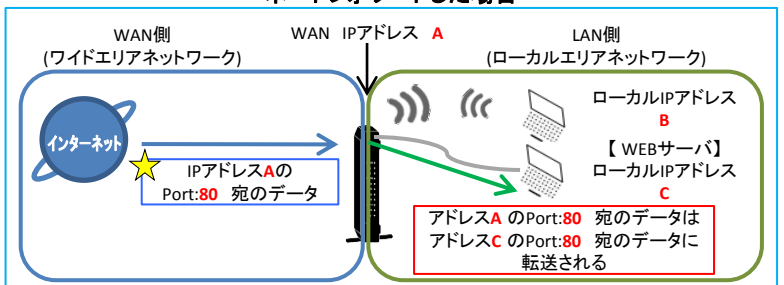 WAN側
(ワイドエリアネットワーク)
WAN IPアドレス A
LAN側
(ローカルエリアネットワーク)
インターネット
IPアドレスAの
Port:80 宛のデータ
ローカルIPアドレス
B
【 WEBサーバ】
ローカルIPアドレス
C
アドレスA のPort:80 宛のデータは
アドレスC のPort:80 宛のデータに
転送される